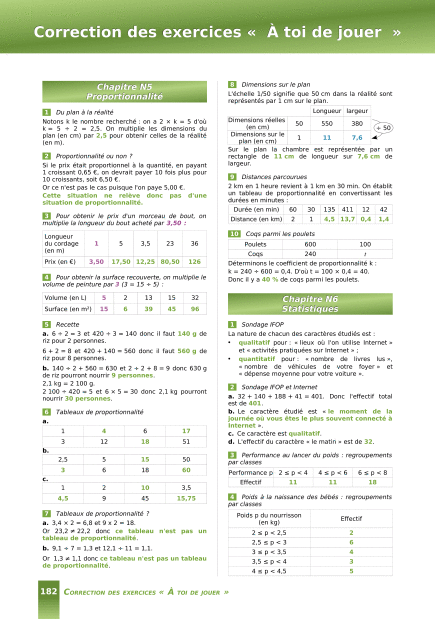 Correction des exercices « À toi de jouer »
Chapitre N5
Proportionnalité
1 Du plan à la réalité
Notons k le nombre recherché : on a 2 × k = 5 d'où
k = 5 ÷ 2 = 2,5. On multiplie les dimensions du
plan (en cm) par 2,5 pour obtenir celles de la réalité
(en m).
2 Proportionnalité ou non ?
Si le prix était proportionnel à la quantité, en payant
1 croissant 0,65 €, on devrait payer 10 fois plus pour
10 croissants, soit 6,50 €.
Or ce n'est pas le cas puisque l'on paye 5,00 €.
Cette situation ne relève donc pas d'une
situation de proportionnalité.
3 Pour obtenir le prix d'un morceau de bout, on
multiplie la longueur du bout acheté par 3,50 :
Longueur
du cordage
(en m) 1 5 3,5 23 36
Prix (en €) 3,50 17,50 12,25 80,50 126
4 Pour obtenir la surface recouverte, on multiplie le
volume de peinture par 3 (3 = 15 ÷ 5) :
Volume (en L) 5 2 13 15 32
Surface (en m²) 15 6 39 45 96
5 Recette
a. 6 ÷ 2 = 3 et 420 ÷ 3 = 140 donc il faut 140 g de
riz pour 2 personnes.
6 + 2 = 8 et 420 + 140 = 560 donc il faut 560 g de
riz pour 8 personnes.
b. 140 ÷ 2 + 560 = 630 et 2 ÷ 2 + 8 = 9 donc 630 g
de riz pourront nourrir 9 personnes.
2,1 kg = 2 100 g.
2 100 ÷ 420 = 5 et 6 × 5 = 30 donc 2,1 kg pourront
nourrir 30 personnes.
6 Tableaux de proportionnalité
a.
1 4 6 17
3 12 18 51
b.
2,5 5 15 50
3 6 18 60
c.
1 2 10 3,5
4,5 9 45 15,75
7 Tableaux de proportionnalité ?
a. 3,4 × 2 = 6,8 et 9 × 2 = 18.
Or 23,2 ≠ 22,2 donc ce tableau n'est pas un
tableau de proportionnalité.
b. 9,1 ÷ 7 = 1,3 et 12,1 ÷ 11 = 1,1.
Or 1,3 ≠ 1,1 donc ce tableau n'est pas un tableau
de proportionnalité.
8 Dimensions sur le plan
L'échelle 1/50 signifie que 50 cm dans la réalité sont
représentés par 1 cm sur le plan.
Longueur largeur
Dimensions réelles
(en cm) 50 550 380
÷ 50
Dimensions sur le
plan (en cm) 1 11 7,6
Sur le plan la chambre est représentée par un
rectangle de 11 cm de longueur sur 7,6 cm de
largeur.
9 Distances parcourues
2 km en 1 heure revient à 1 km en 30 min. On établit
un tableau de proportionnalité en convertissant les
durées en minutes :
Durée (en min) 60 30 135 411 12 42
Distance (en km) 2 1 4,5 13,7 0,4 1,4
10 Coqs parmi les poulets
Poulets 600 100
Coqs 240 t
Déterminons le coefficient de proportionnalité k :
k = 240 ÷ 600 = 0,4. D'où t = 100 × 0,4 = 40.
Donc il y a 40 % de coqs parmi les poulets.
Chapitre N6
Statistiques
1 Sondage IFOP
La nature de chacun des caractères étudiés est :
• qualitatif pour : « lieux où l'on utilise Internet »
et « activités pratiquées sur Internet » ;
• quantitatif pour : « nombre de livres lus »,
« nombre de véhicules de votre foyer » et
« dépense moyenne pour votre voiture ».
2 Sondage IFOP et Internet
a. 32 + 140 + 188 + 41 = 401. Donc l'effectif total
est de 401.
b. Le caractère étudié est « le moment de la
journée où vous êtes le plus souvent connecté à
Internet ».
c. Ce caractère est qualitatif.
d. L'effectif du caractère « le matin » est de 32.
3 Performance au lancer du poids : regroupements
par classes
Performance p 2 ≤ p < 4 4 ≤ p < 6 6 ≤ p < 8
Effectif 11 11 18
4 Poids à la naissance des bébés : regroupements
par classes
Poids p du nourrisson
(en kg) Effectif
2 ≤ p < 2,5 2
2,5 ≤ p < 3 6
3 ≤ p < 3,5 4
3,5 ≤ p < 4 3
4 ≤ p < 4,5 5
182 CORRECTION DES EXERCICES « À TOI DE JOUER »